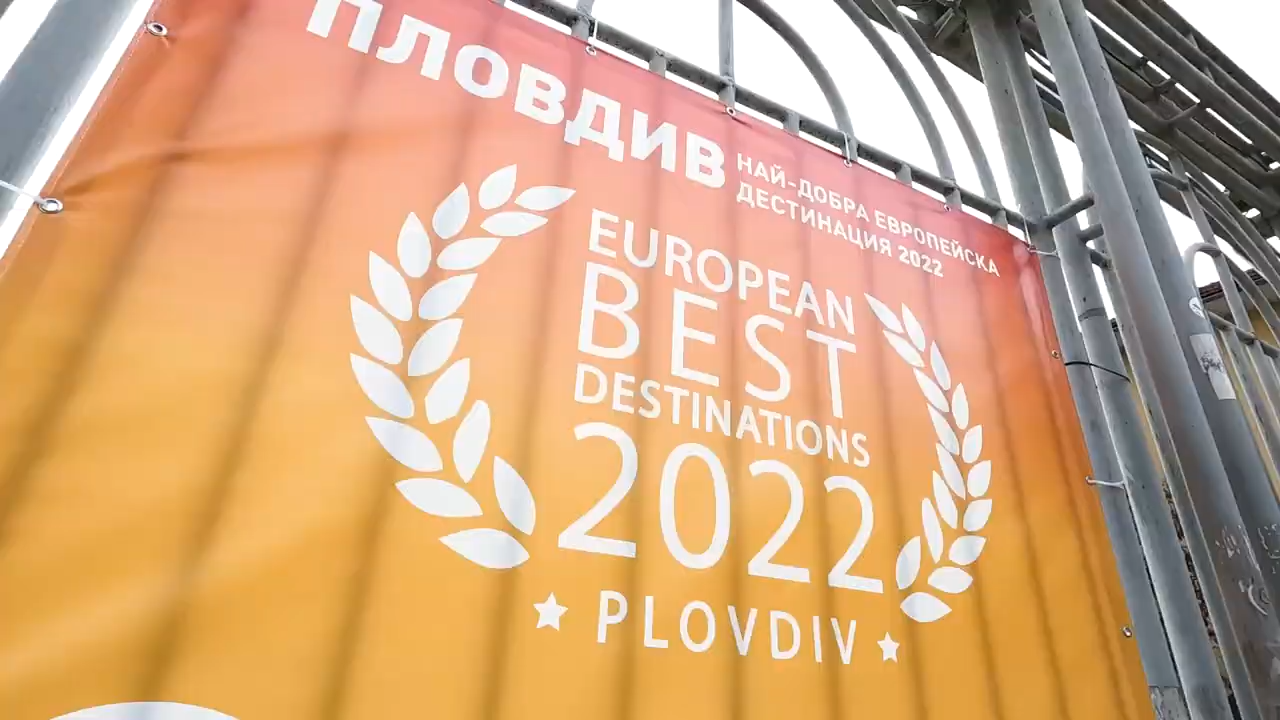 ПЛОВДИВ
НАЙ-ДОБРА ЕВРОПЕЙСКА
ДЕСТИНАЦИЯ 2022
EUROPEAN
BEST
DESTINATIONS
2022
PLOVDIV